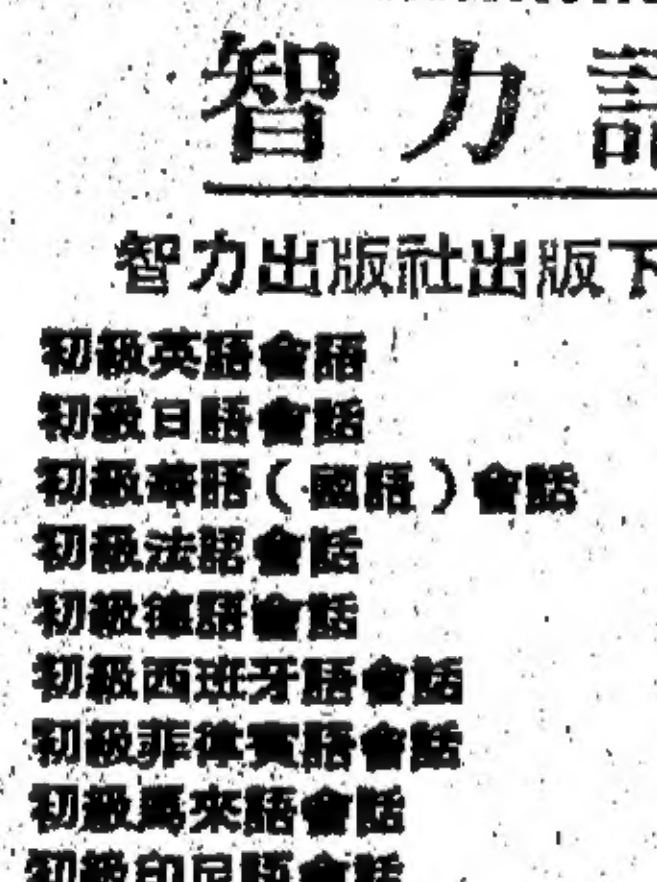 智力
智力出版社出版下
初級英語會話
初級日語會話
初級華語(國語)會話
初級法語會話
初級德語會話
初級西班牙語會話
初級菲律賓語會話
初級馬來語會話
初級印尼語會話